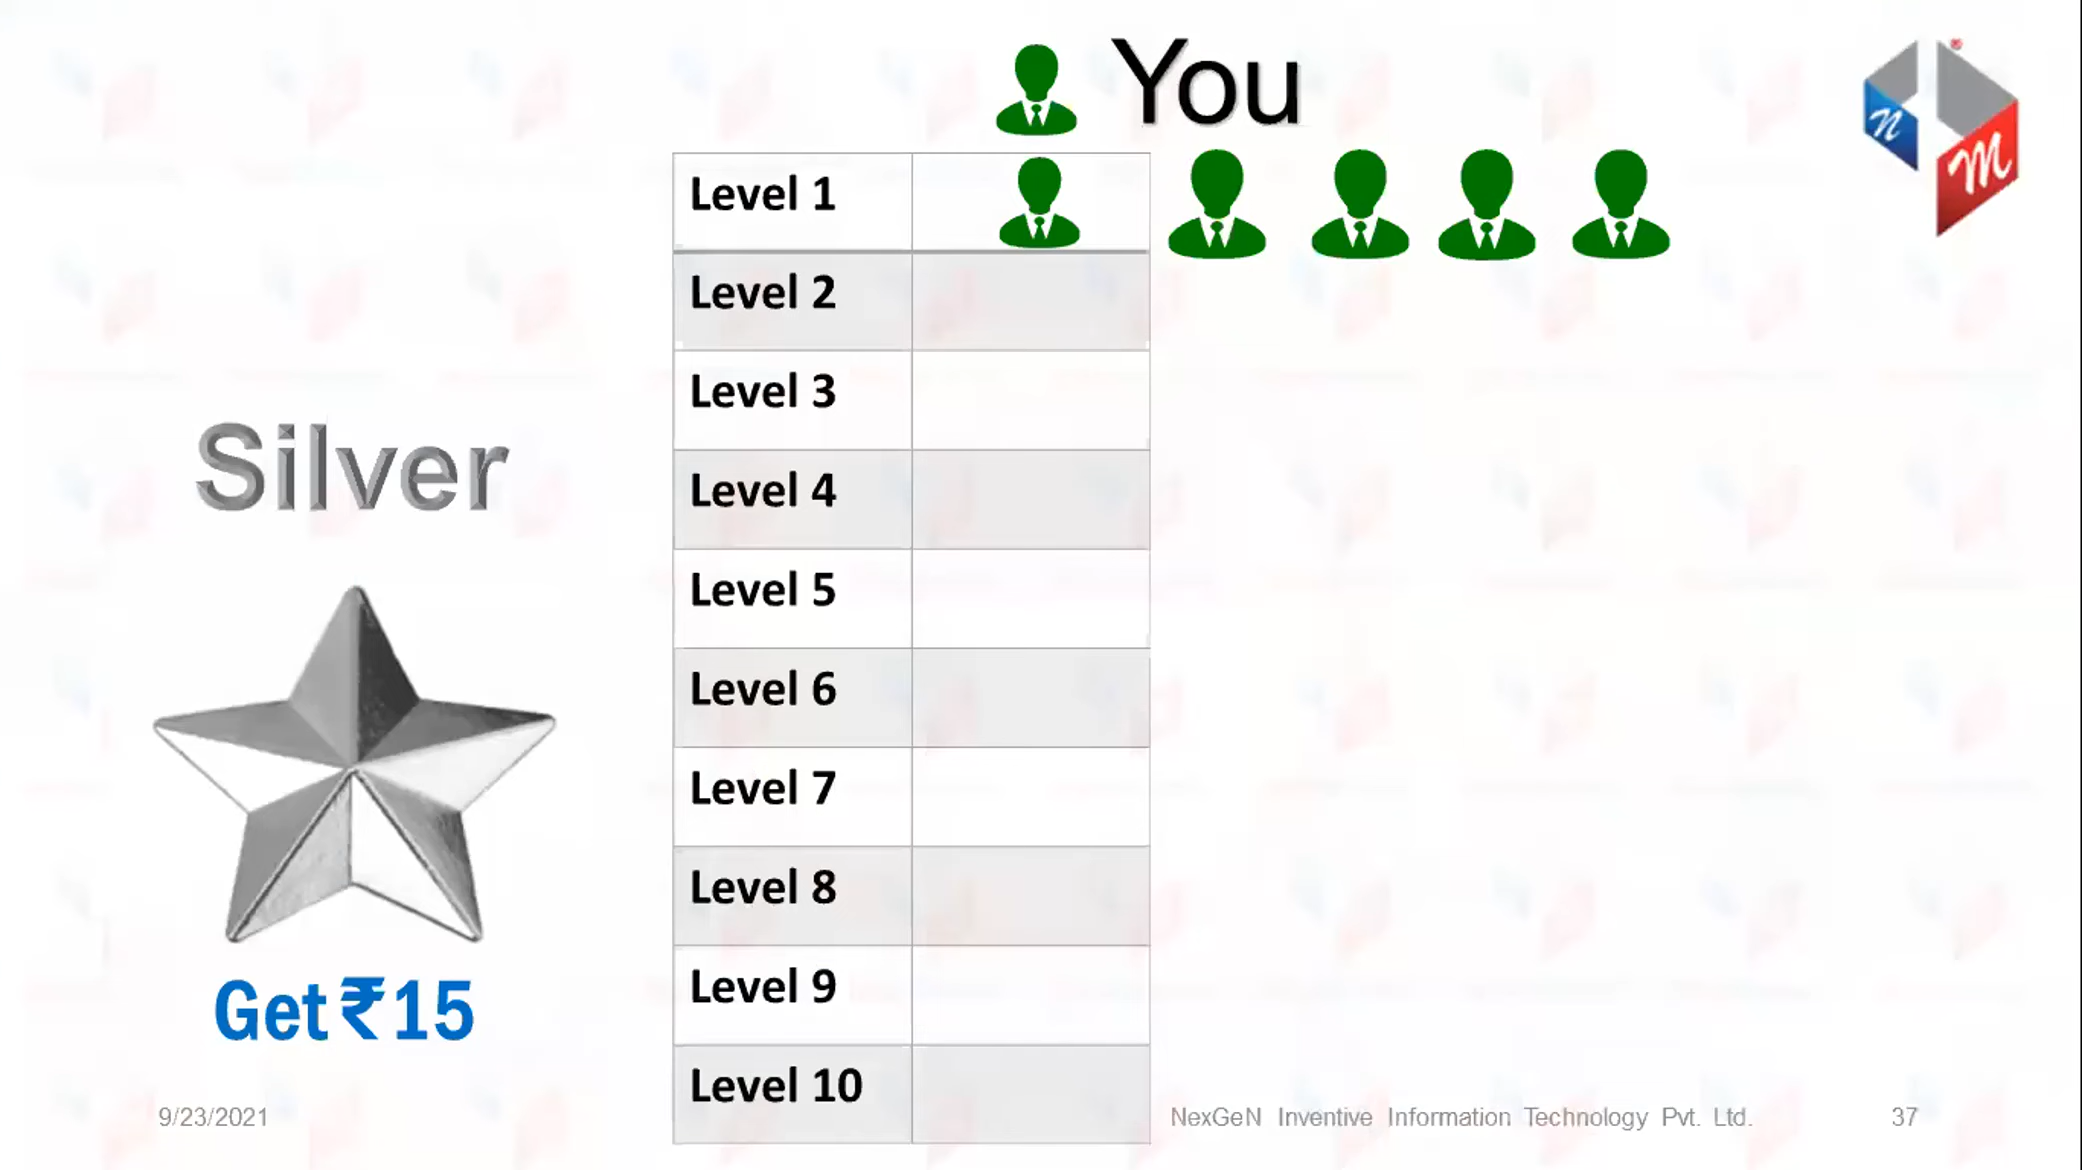 You
n
m
Level 1
Level 2
Level 3
Level 4
Level 5
Level 6
Level 7
Level 8
Level 9
Level 10
Silver
Get ₹15
9/23/2021
NexGeN Inventive Information Technology Pvt. Ltd.
37